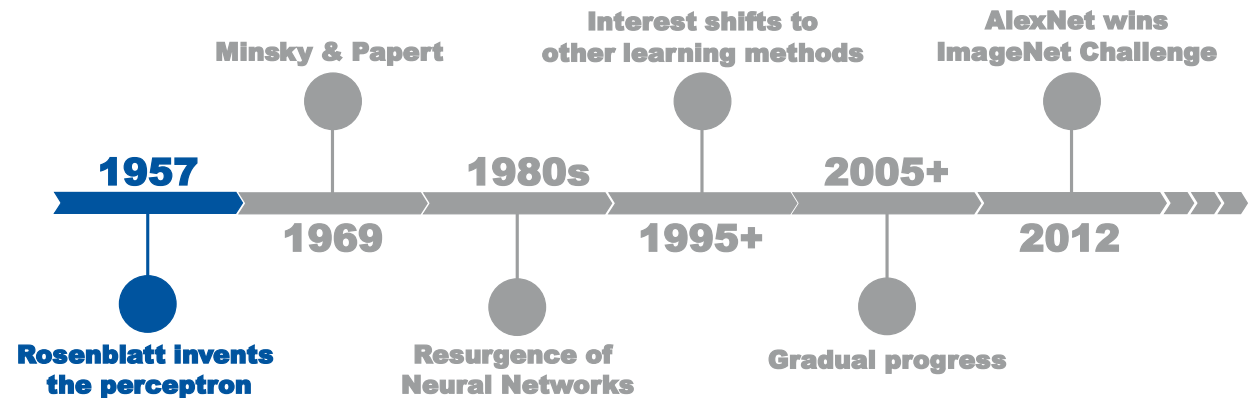 1957
Rosenblatt invents
the perceptron
Minsky & Papert
1969
1980s
Resurgence of
Neural Networks
Interest shifts to
other learning methods
1995+
2005+
Gradual progress
AlexNet wins
ImageNet Challenge
2012